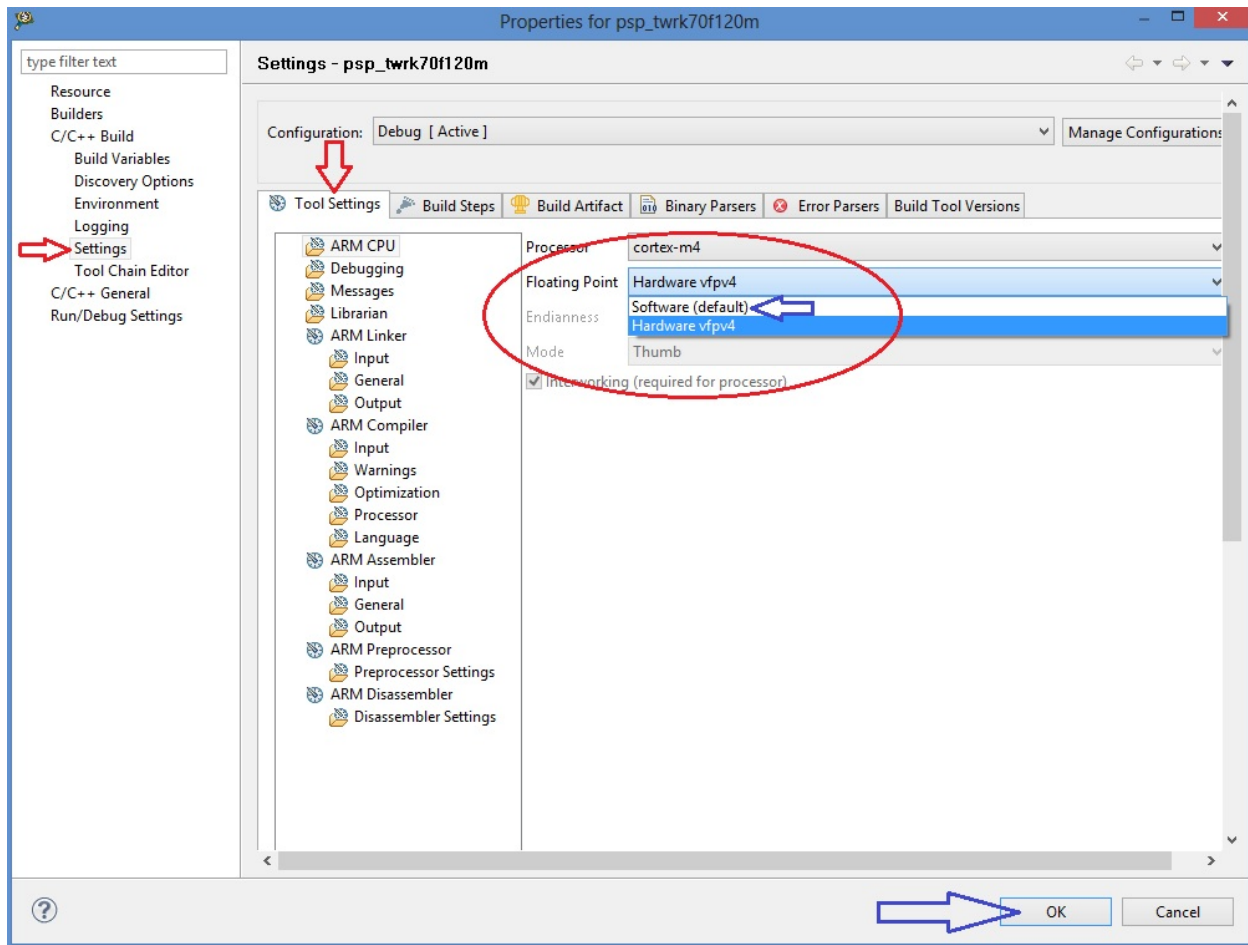 Properties for psp_twrk70f120m
type filter text
Resource
Builders
C/C++ Build
Build Variables
Discovery Options
Environment
Logging
Settings
Tool Chain Editor
C/C++ General
Run/Debug Settings
Settings - psp_twrk70f120m
Configuration: Debug [ Active ]
Manage Configurations
Tool Settings Build Steps Build Artifact Binary Parsers Error Parsers Build Tool Versions
ARM CPU
Debugging
Messages
Librarian
ARM Linker
Input
General
Output
ARM Compiler
Input
Warnings
Optimization
Processor
Language
ARM Assembler
Input
General
Output
ARM Preprocessor
Preprocessor Settings
ARM Disassembler
Disassembler Settings
Processor cortex-m4
Floating Point Hardware vfpv4
Software (default)
Endianness
Hardware vfpv4
Mode Thumb
Interworking (required for processor)
OK Cancel